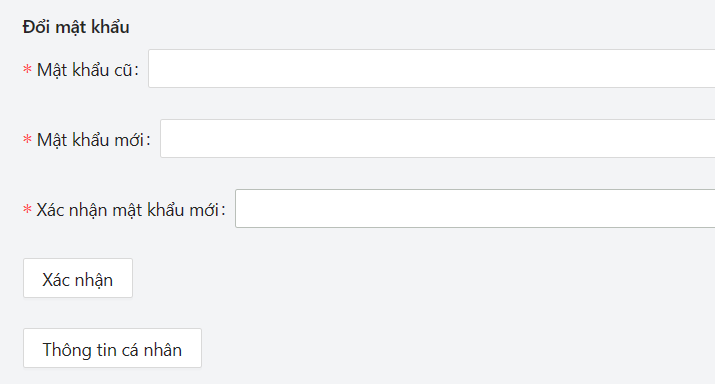 Đổi mật khẩu
* Mật khẩu cũ:
* Mật khẩu mới:
* Xác nhận mật khẩu mới:
Xác nhận
Thông tin cá nhân